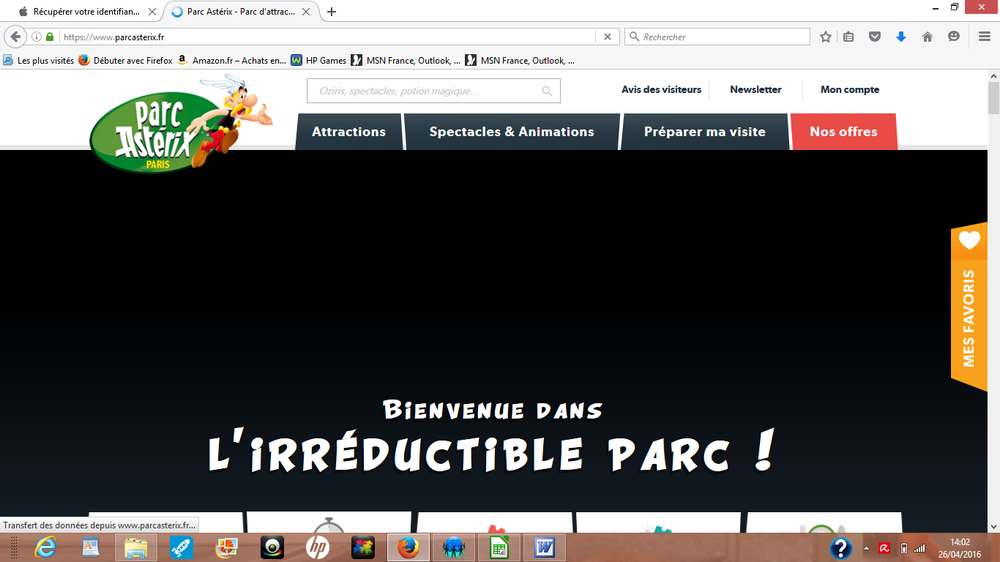 Récupérer votre identifian...
Parc Astérix - Parc d'attrac...
https://www.parcasterix.fr
Rechercher
Les plus visités
Débuter avec Firefox
Amazon.fr – Achats en...
HP Games
MSN France, Outlook, ...
MSN France, Outlook, ...
Parc
Astérix
PARIS
Oziris, spectacles, potion magique...
Avis des visiteurs
Newsletter
Mon compte
Attractions
Spectacles & Animations
Préparer ma visite
Nos offres
MES FAVORIS
Bienvenue dans
l'irréductible parc !
Transfert des données depuis www.parcasterix.fr...
hp
14:02
26/04/2016